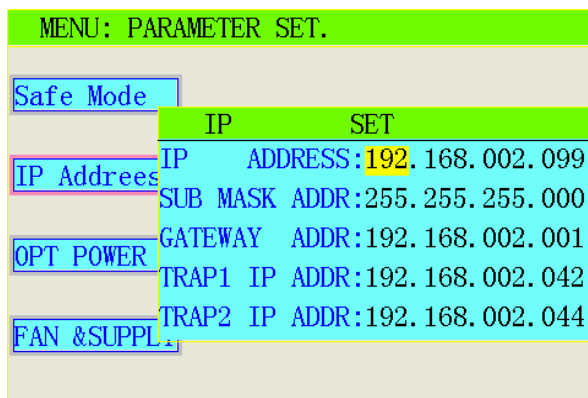 MENU: PARAMETER SET.
Safe Mode
IP Addrees
OPT POWER
FAN &SUPPLY
IP SET
IP ADDRESS:192.168.002.099
SUB MASK ADDR:255.255.255.000
GATEWAY ADDR:192.168.002.001
TRAP1 IP ADDR:192.168.002.042
TRAP2 IP ADDR:192.168.002.044